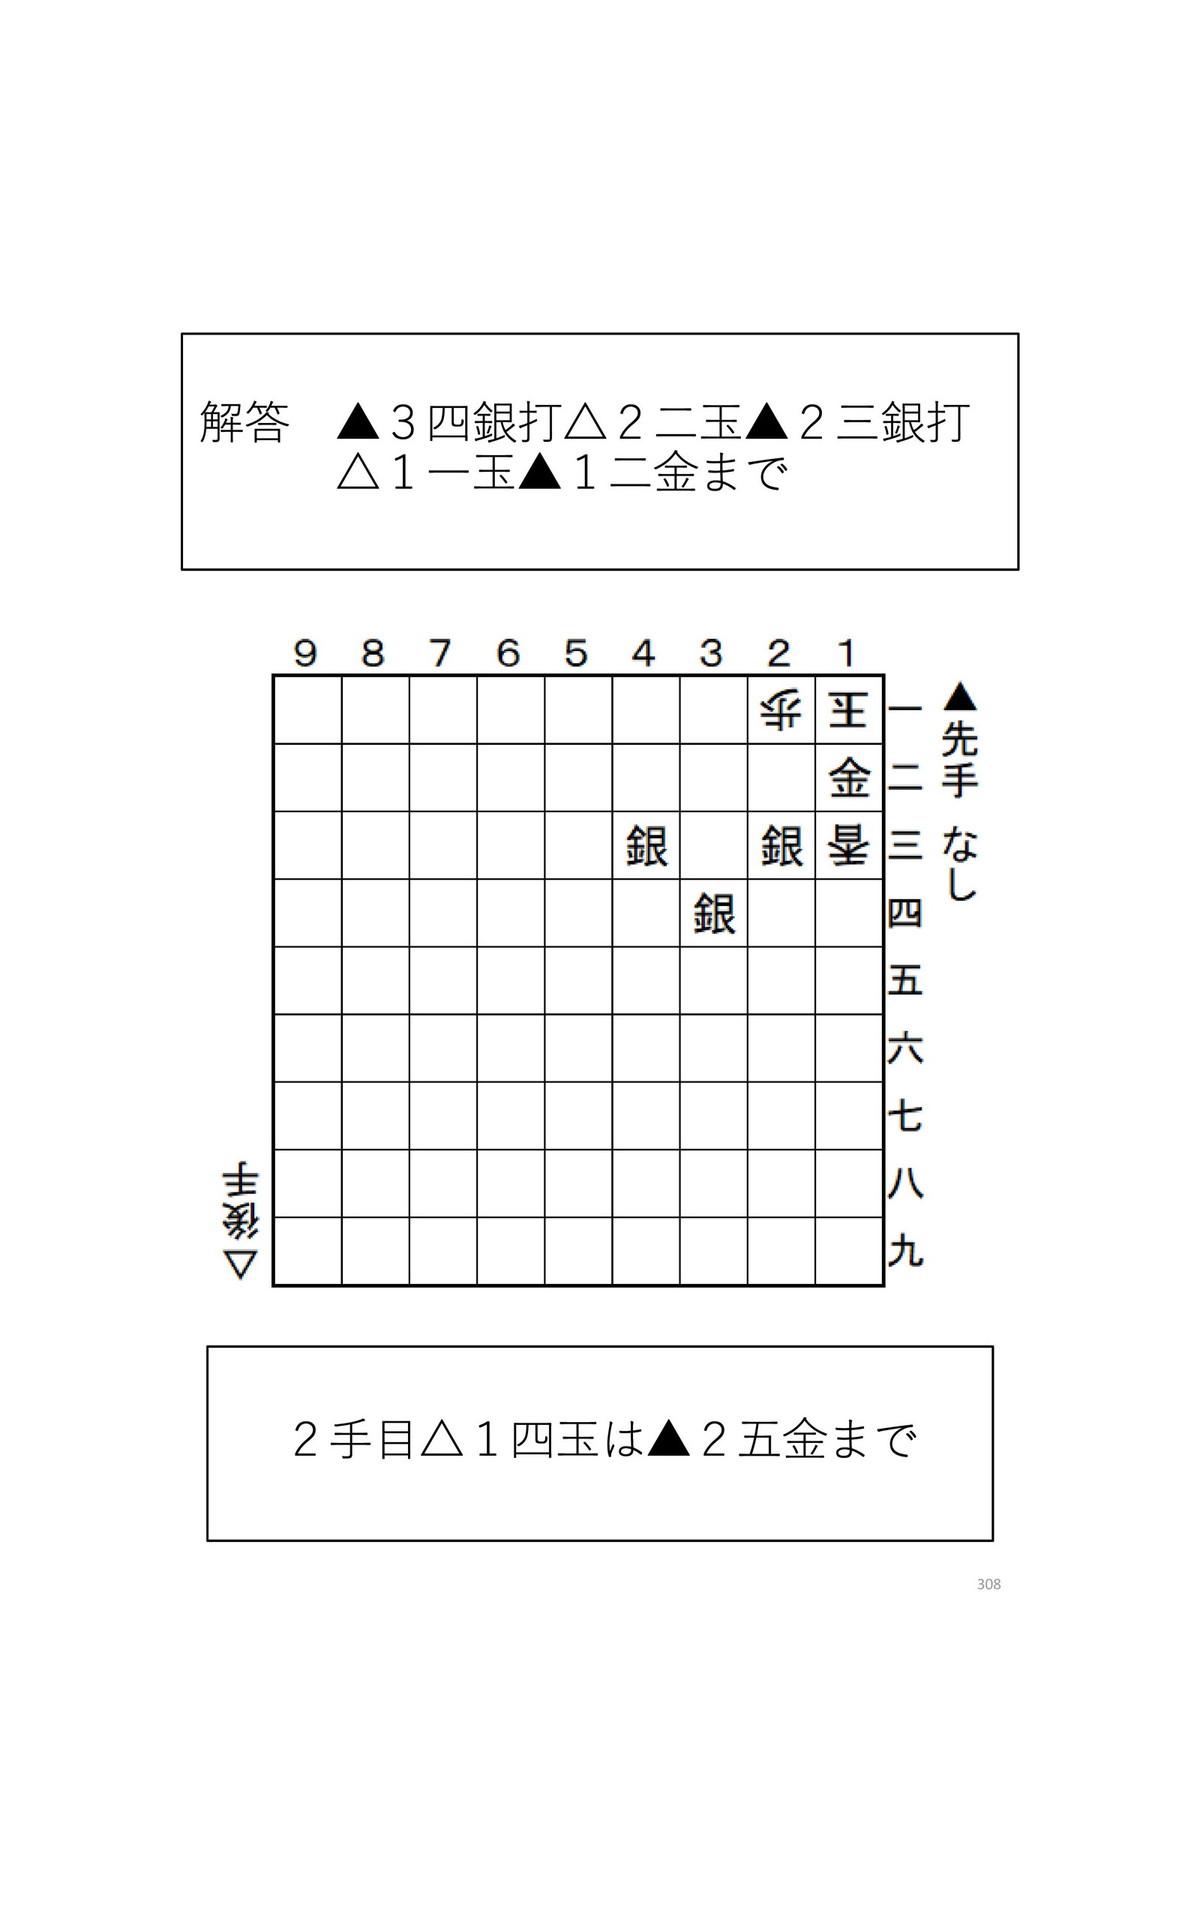 解答　▲３四銀打△２二玉▲２三銀打
△１一玉▲１二金まで
9 8 7 6 5 4 3 2 1
歩 王 一
金 二
銀 銀 香 三
銀 四
五
六
七
八
九
▲先手 なし
△後手
２手目△１四玉は▲２五金まで
308